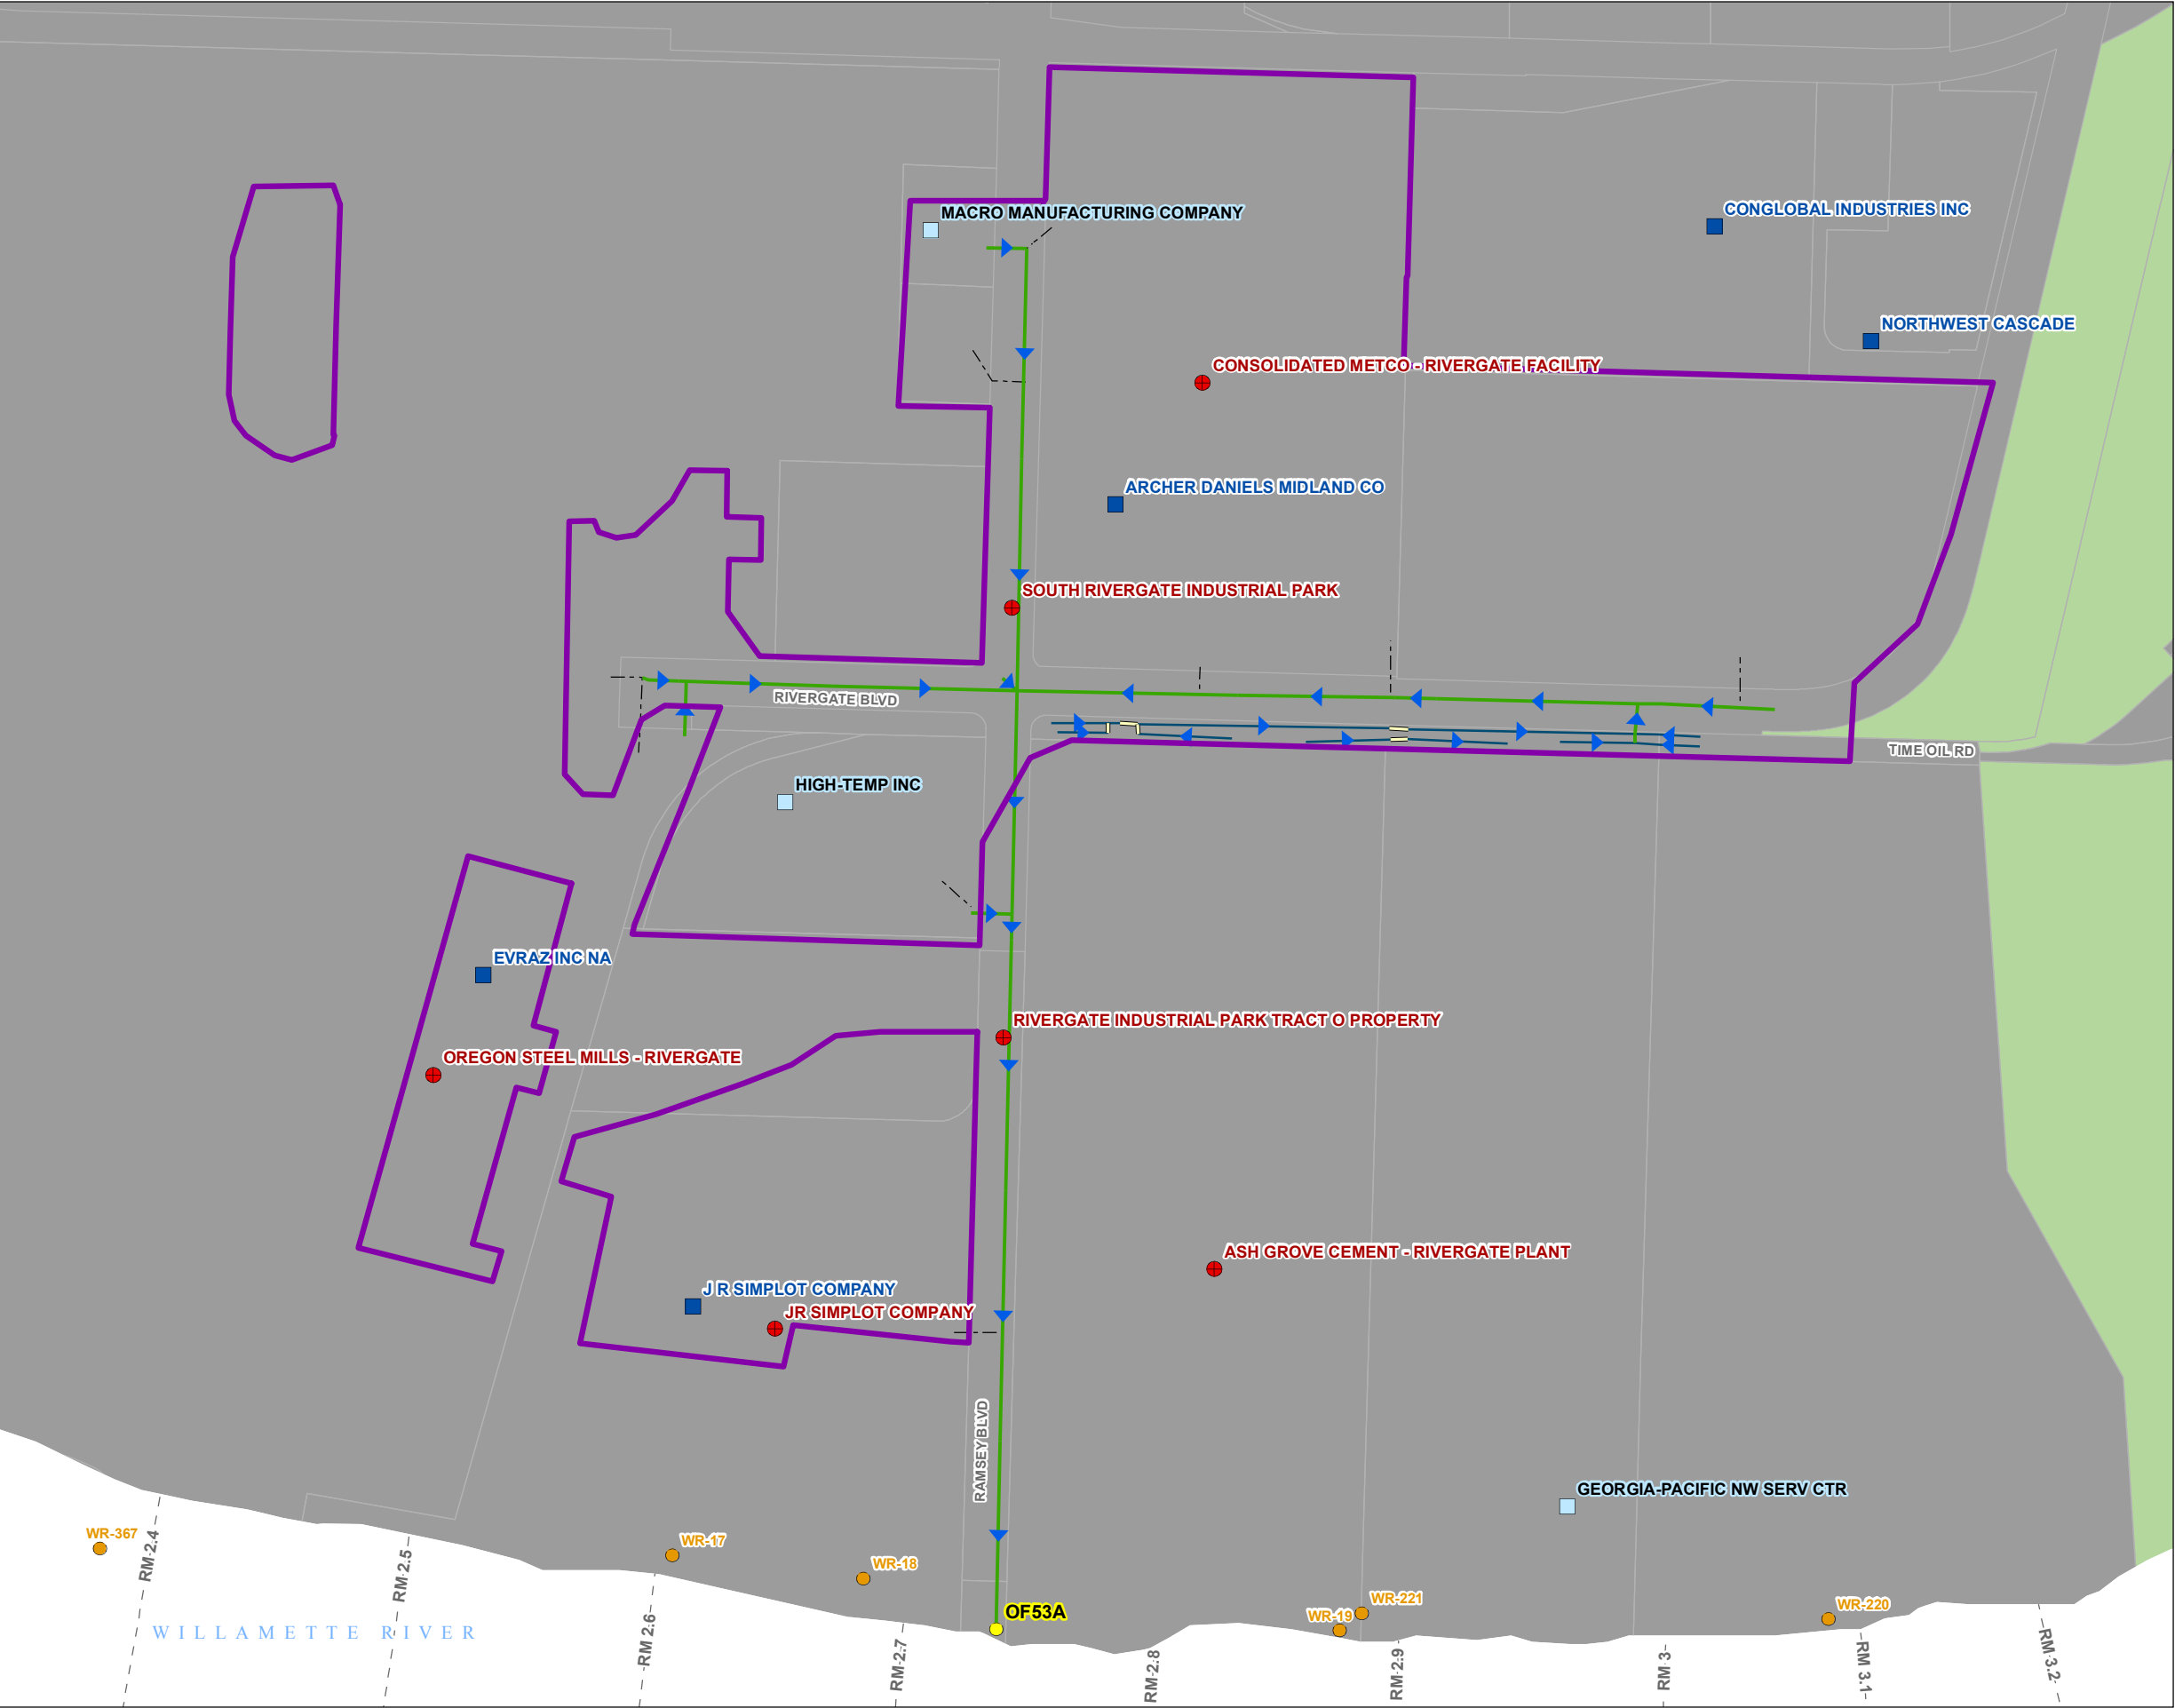 CONGLOBAL INDUSTRIES INC
MACRO MANUFACTURING COMPANY
NORTHWEST CASCADE
CONSOLIDATED METCO - RIVERGATE FACILITY
ARCHER DANIELS MIDLAND CO
SOUTH RIVERGATE INDUSTRIAL PARK
RIVERGATE BLVD
TIME OIL RD
HIGH-TEMP INC
EVRAZ INC NA
RIVERGATE INDUSTRIAL PARK TRACT O PROPERTY
OREGON STEEL MILLS - RIVERGATE
ASH GROVE CEMENT - RIVERGATE PLANT
J R SIMPLOT COMPANY
JR SIMPLOT COMPANY
RAMSEY BLVD
GEORGIA-PACIFIC NW SERV CTR
WR-367
WR-17
WR-18
WR-221
WR-220
OF53A
WR-19
WILLAMETTE RIVER
RM 2.4
RM 2.5
RM 2.6
RM 2.7
RM 2.8
RM 2.9
RM 3
RM 3.1
RM 3.2